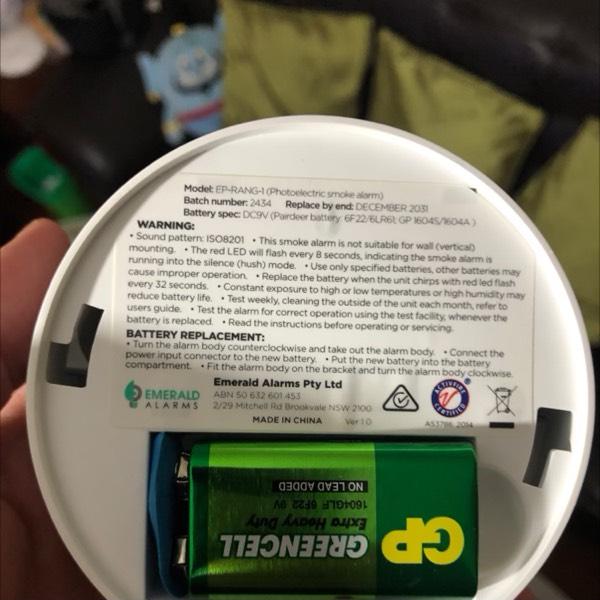 Model: EP-RANG-1 (Photoelectric smoke alarm)
Batch number: 2434 Replace by end: DECEMBER 2031
Battery spec: DC9V (Pairdeer battery: 6F22/6LR61; GP 1604S/1604A )
WARNING:
• Sound pattern: ISO8201 • This smoke alarm is not suitable for wall (vertical)
mounting. • The red LED will flash every 8 seconds, indicating the smoke alarm is
running into the silence (hush) mode. • Use only specified batteries, other batteries may
cause improper operation. • Replace the battery when the unit chirps with red led flash
every 32 seconds. • Constant exposure to high or low temperatures or high humidity may
reduce battery life. • Test weekly, cleaning the outside of the unit each month, refer to
users guide. • Test the alarm for correct operation using the test facility, whenever the
battery is replaced. • Read the instructions before operating or servicing.
BATTERY REPLACEMENT:
• Turn the alarm body counterclockwise and take out the alarm body. • Connect the
power input connector to the new battery. • Put the new battery into the battery
compartment. • Fit the alarm body on the bracket and turn the alarm body clockwise.
EMERALD
ALARMS
Emerald Alarms Pty Ltd
ABN 50 632 601 453
2/29 Mitchell Rd Brookvale NSW 2100
MADE IN CHINA Ver 1.0
ACTIVFIRE
CERTIFIED
AS3786, 2014
GP
GREENCELL
Extra Heavy Duty
1604GLF 6F22 9V
NO LEAD ADDED